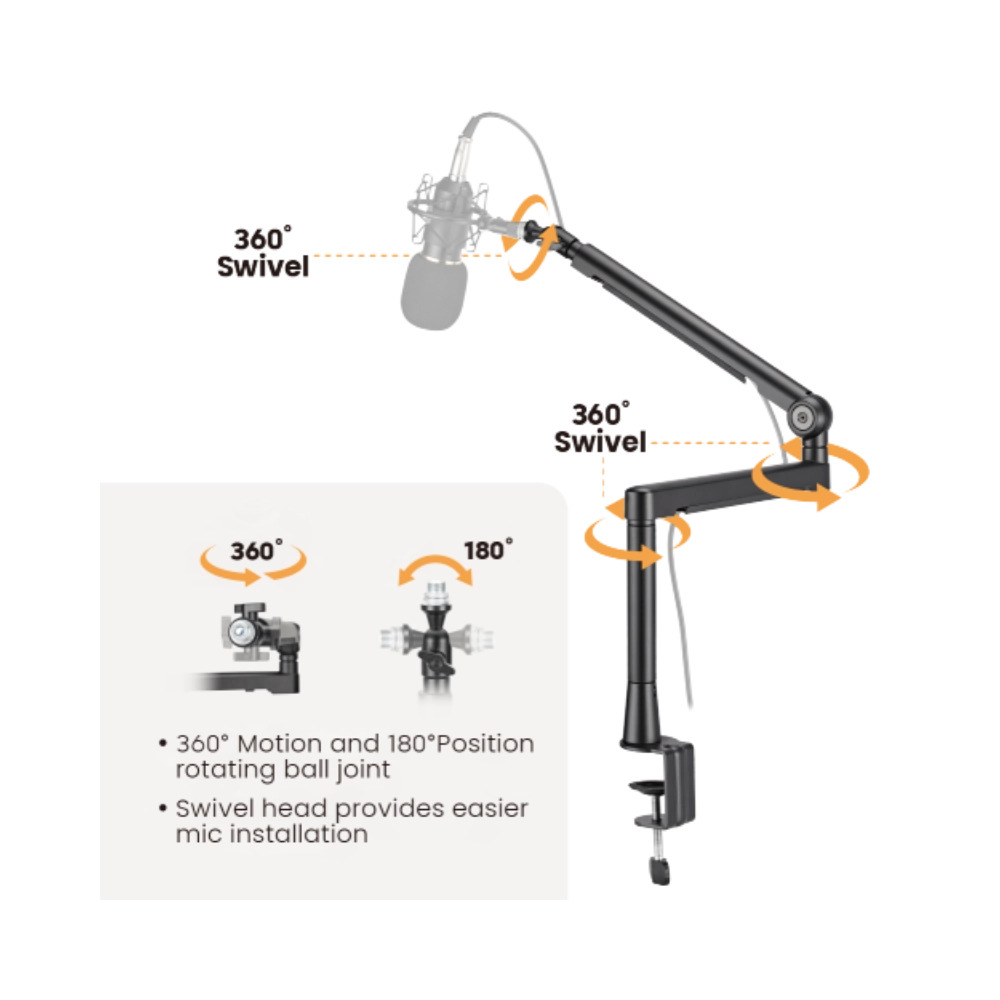 360°
Swivel
360°
Swivel
360°
180°
• 360° Motion and 180°Position
rotating ball joint
• Swivel head provides easier
mic installation